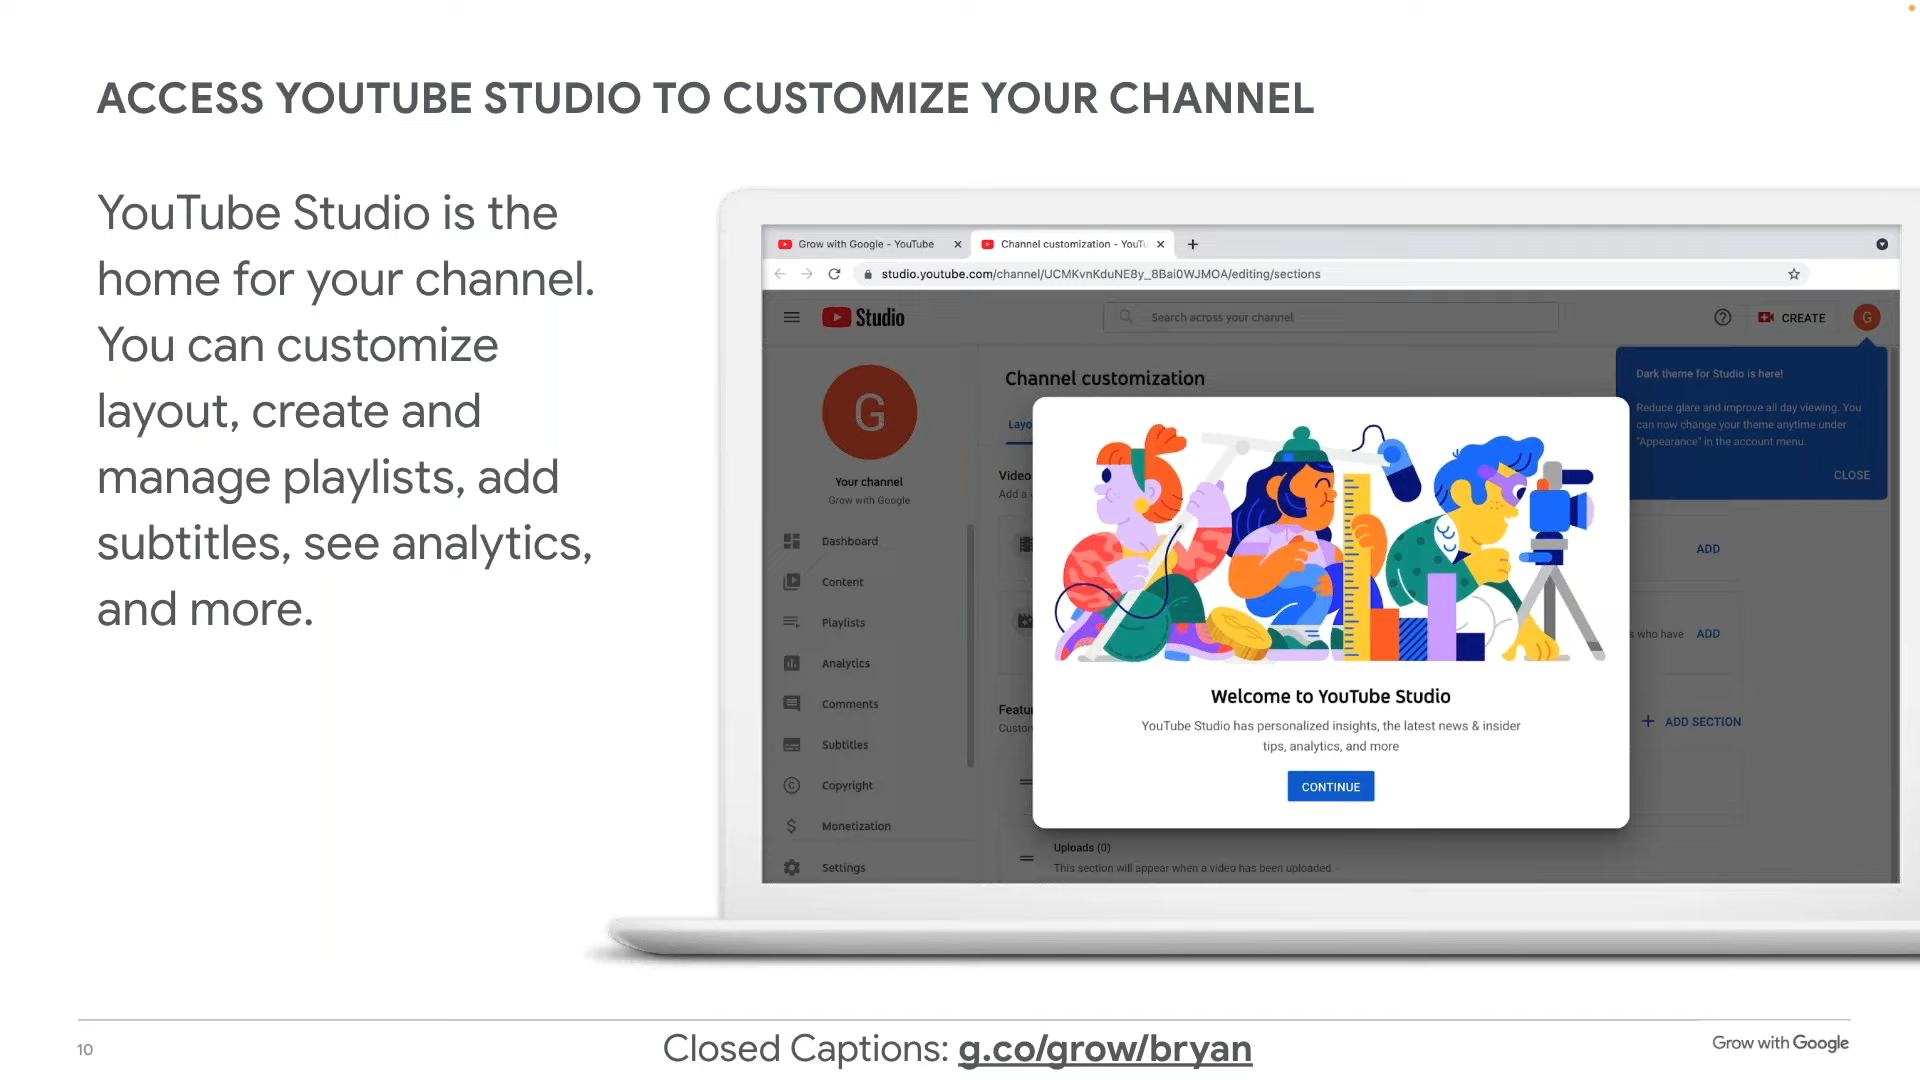 ACCESS YOUTUBE STUDIO TO CUSTOMIZE YOUR CHANNEL
YouTube Studio is the
home for your channel.
You can customize
layout, create and
manage playlists, add
subtitles, see analytics,
and more.
Grow with Google - YouTube
Channel customization - YouTu
studio.youtube.com/channel/UCMKvnKduNE8y_8Bai0WJMOA/editing/sections
Studio
Search across your channel
CREATE
G
G
Your channel
Grow with Google
Dashboard
Content
Playlists
Analytics
Comments
Subtitles
Copyright
Monetization
Settings
Channel customization
Layo
Video
Add a
Dark theme for Studio is here!
Reduce glare and improve all day viewing. You
can now change your theme anytime under
"Appearance" in the account menu.
CLOSE
ADD
s who have ADD
Featu
Custon
ADD SECTION
Welcome to YouTube Studio
YouTube Studio has personalized insights, the latest news & insider
tips, analytics, and more
CONTINUE
Uploads (0)
This section will appear when a video has been uploaded
10
Closed Captions: g.co/grow/bryan
Grow with Google